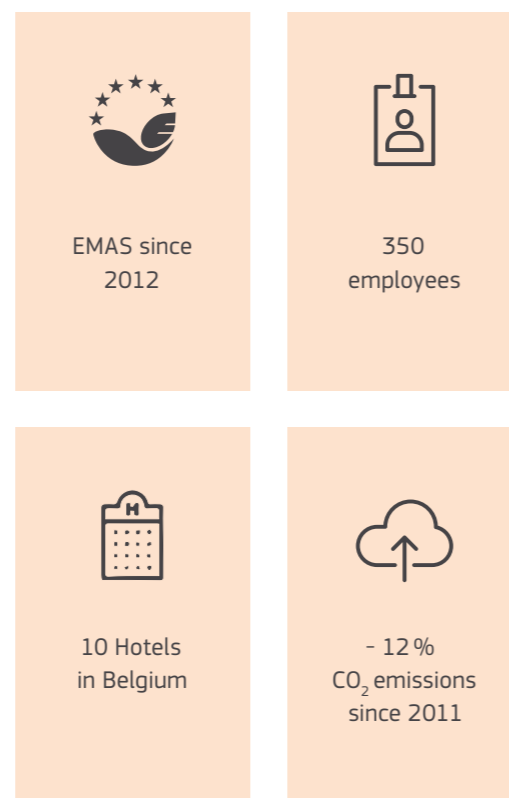 EMAS since
2012
350
employees
H
10 Hotels
in Belgium
- 12 %
CO₂ emissions
since 2011